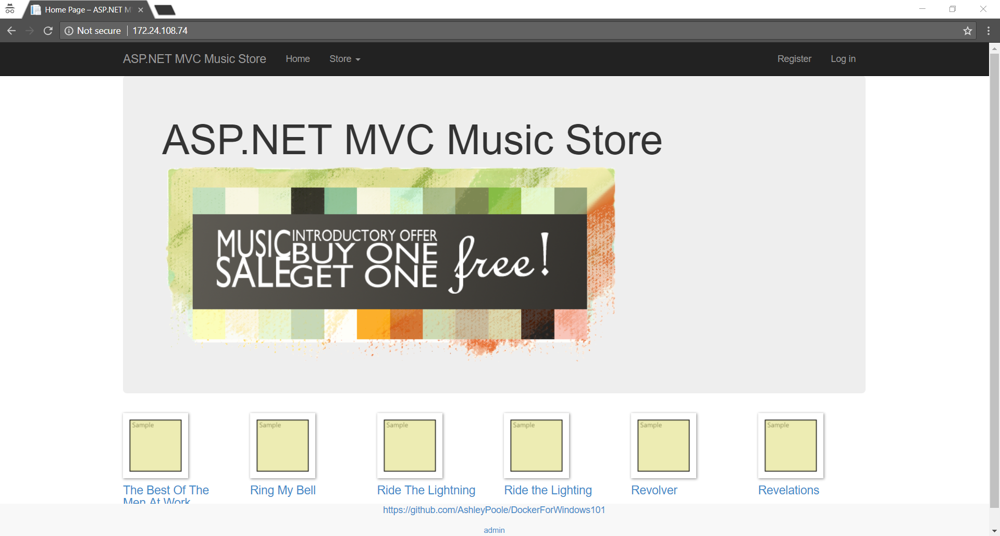 Home Page – ASP.NET M
Not secure 172.24.108.74
ASP.NET MVC Music Store Home Store Register Log in
ASP.NET MVC Music Store
MUSIC SALE
INTRODUCTORY OFFER
BUY ONE
GET ONE
free!
Sample Sample Sample Sample Sample Sample
The Best Of The Men At Work
Ring My Bell
Ride The Lightning
Ride the Lighting
Revolver
Revelations
https://github.com/AshleyPoole/DockerForWindows101
admin